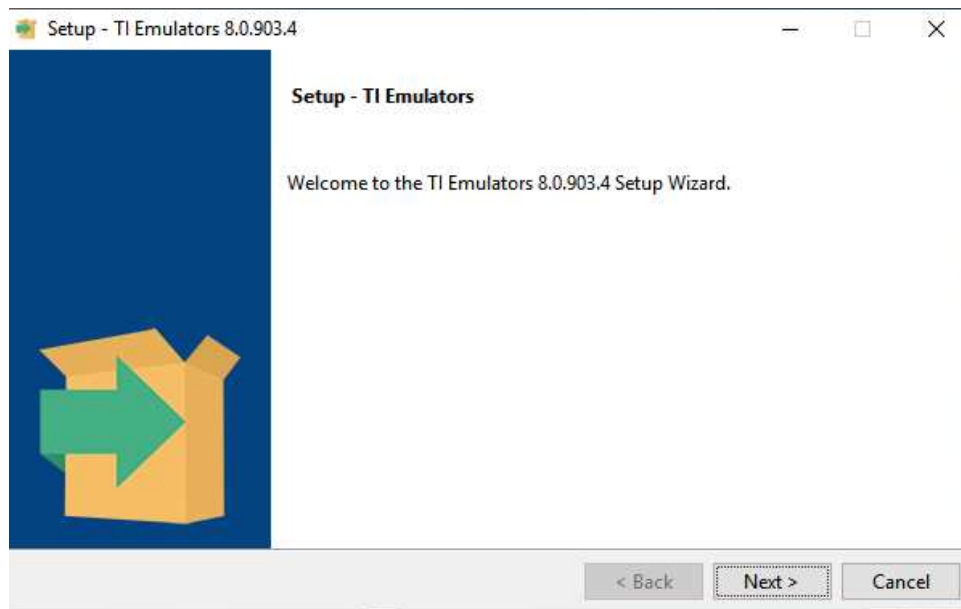 Setup - TI Emulators 8.0.903.4
Setup - TI Emulators
Welcome to the TI Emulators 8.0.903.4 Setup Wizard.
< Back Next > Cancel